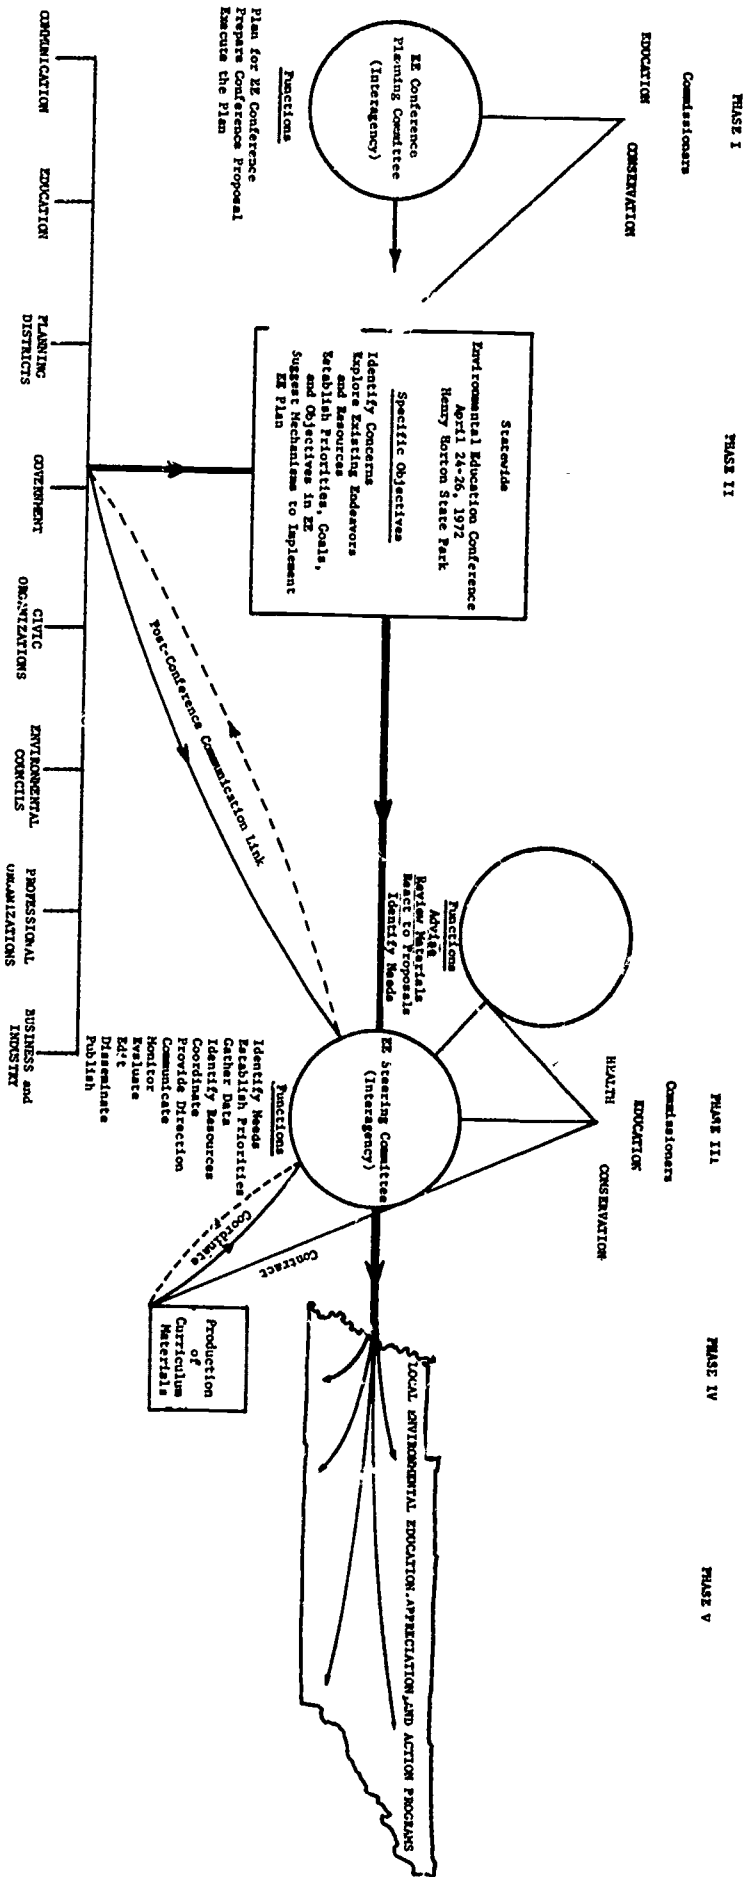 PHASE I
Commissioners
EDUCATION
CONSERVATION
EE Conference
Planning Committee
(Interagency)
Functions
Plan for EE Conference
Prepare Conference Proposal
Execute the Plan
PHASE II
Statewide
Environmental Education Conference
April 24-26, 1972
Henry Horton State Park
Specific Objectives
Identify Concerns
Explore Existing Endeavors
and Resources
Establish Priorities, Goals,
and Objectives in EE
Suggest Mechanisms to Implement
EE Plan
Post-Conference Communication Link
COMMUNICATION
EDUCATION
PLANNING
DISTRICTS
GOVERNMENT
CIVIC
ORGANIZATIONS
ENVIRONMENTAL
COUNCILS
PROFESSIONAL
ORGANIZATIONS
BUSINESS and
INDUSTRY
PHASE III
Commissioners
HEALTH
EDUCATION
CONSERVATION
Functions
Advise
Review Materials
React to Proposals
Identify Needs
EE Steering Committee
(Interagency)
Functions
Identify Needs
Establish Priorities
Gather Data
Identify Resources
Coordinate
Provide Direction
Communicate
Monitor
Evaluate
Edit
Disseminate
Publish
Coordinate
Contract
PHASE IV
Production
of
Curriculum
Materials
PHASE V
LOCAL ENVIRONMENTAL EDUCATION, APPRECIATION, AND ACTION PROGRAMS